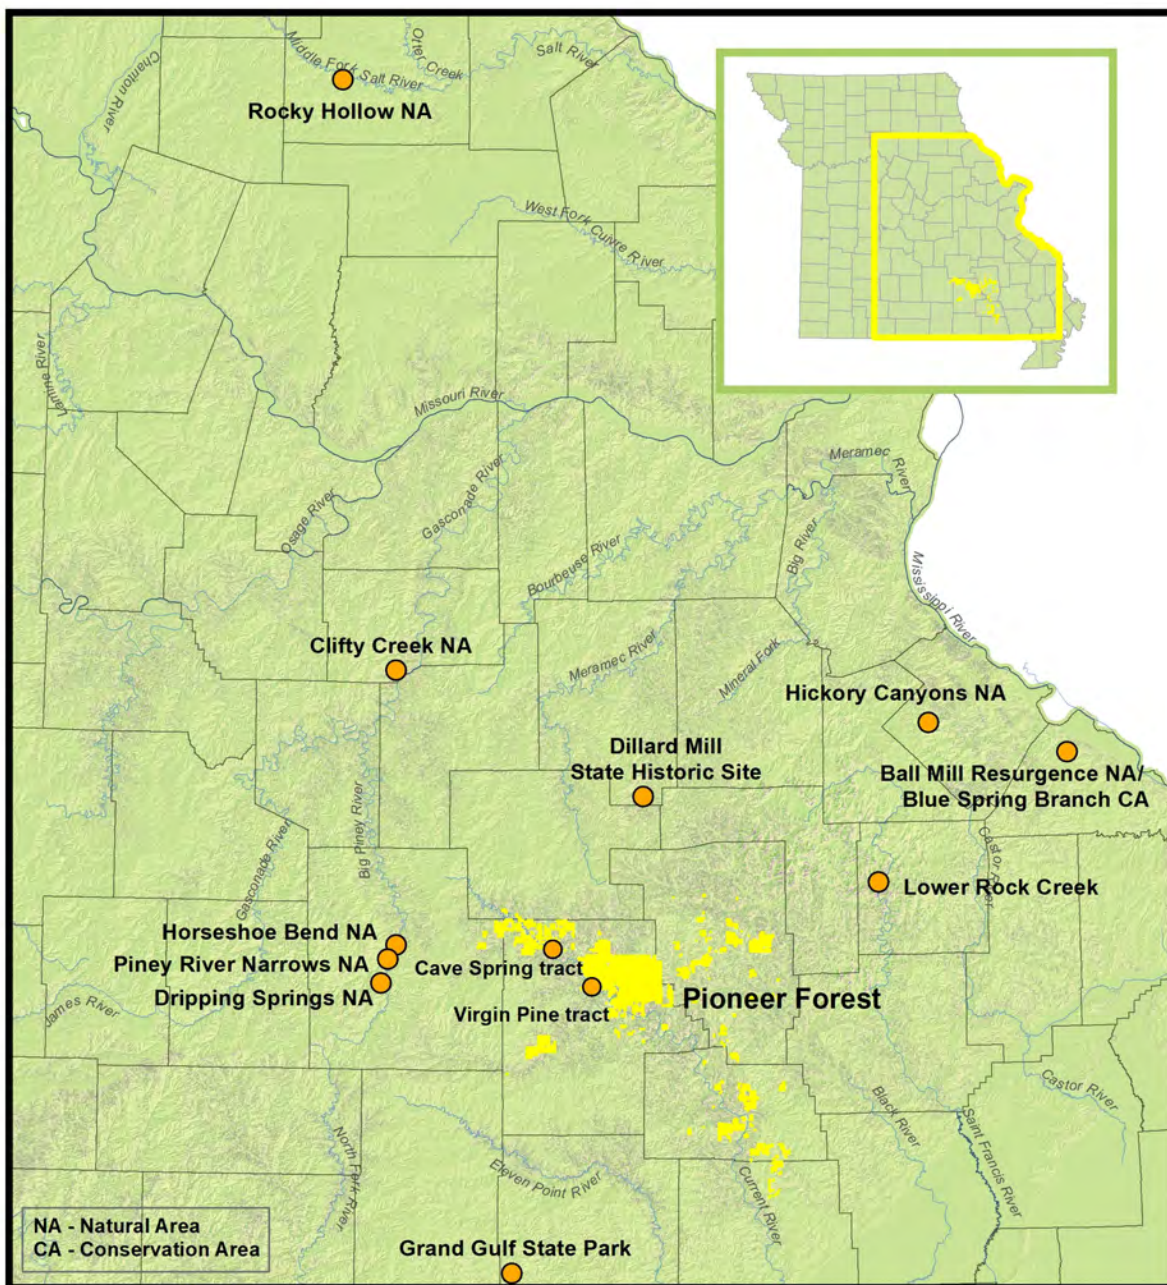 Chariton River
Middle Fork Salt River
Otter Creek
Salt River
Rocky Hollow NA
West Fork Cuivre River
Lamine River
Missouri River
Osage River
Gasconade River
Bourbeuse River
Meramec River
Big River
Mississippi River
Clifty Creek NA
Meramec River
Mineral Fork
Hickory Canyons NA
Dillard Mill
State Historic Site
Ball Mill Resurgence NA/
Blue Spring Branch CA
Big Piney River
Gasconade River
Castor River
Lower Rock Creek
Horseshoe Bend NA
Piney River Narrows NA
Dripping Springs NA
Cave Spring tract
Virgin Pine tract
Pioneer Forest
James River
Castor River
Black River
Saint Francis River
North Fork River
Eleven Point River
Current River
NA - Natural Area
CA - Conservation Area
Grand Gulf State Park